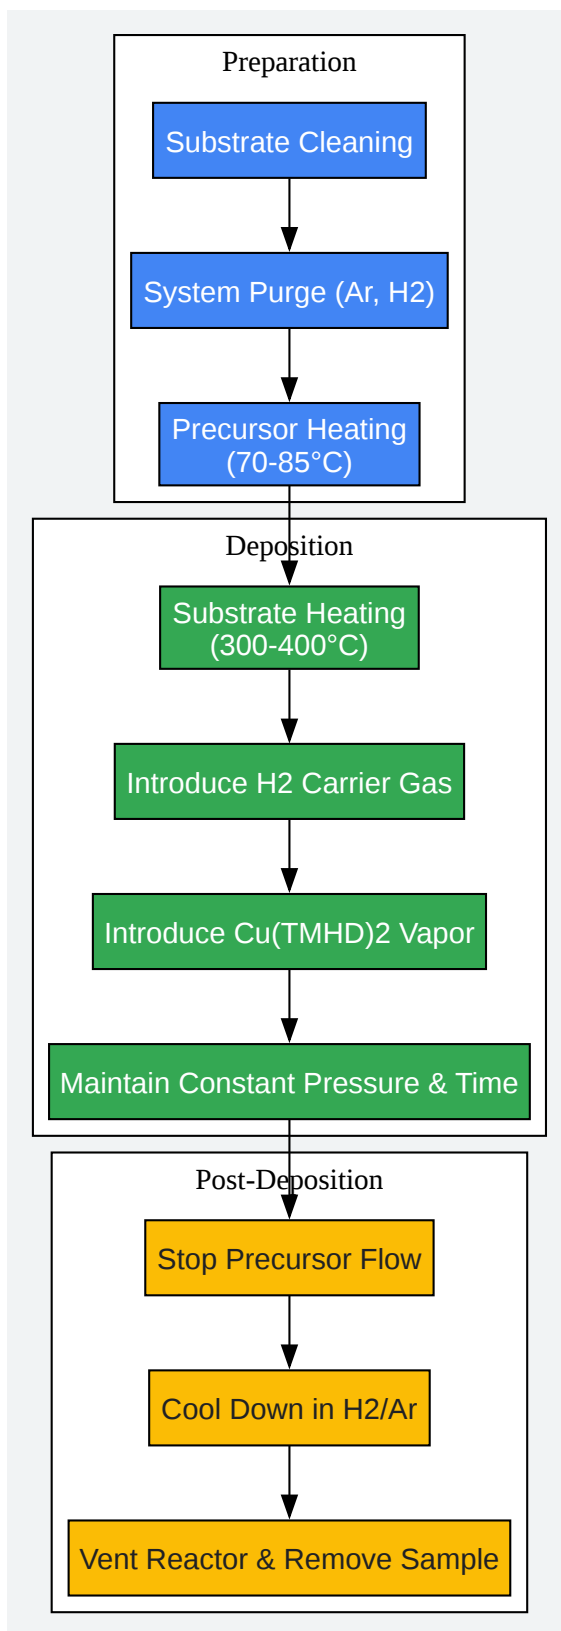 Preparation
Substrate Cleaning
System Purge (Ar, H2)
Precursor Heating
(70-85°C)
Deposition
Substrate Heating
(300-400°C)
Introduce H2 Carrier Gas
Introduce Cu(TMHD)2 Vapor
Maintain Constant Pressure & Time
Post-Deposition
Stop Precursor Flow
Cool Down in H2/Ar
Vent Reactor & Remove Sample